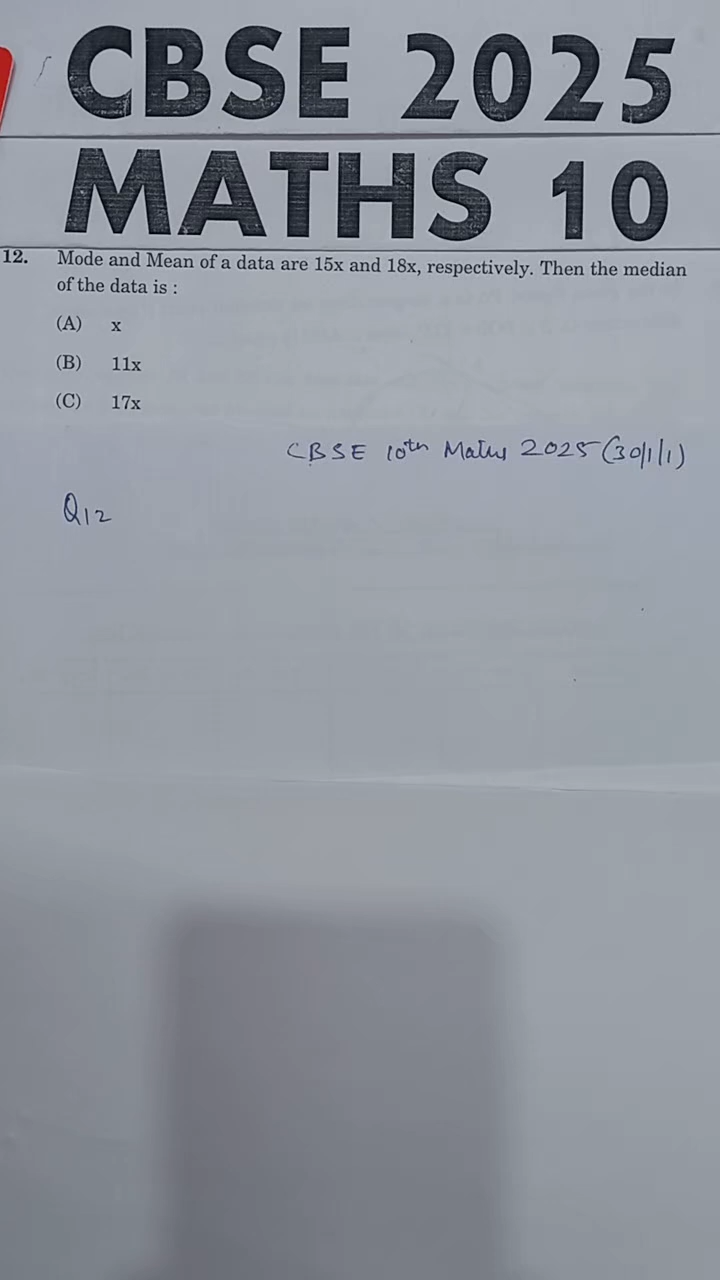 CBSE 2025
MATHS 10
12. Mode and Mean of a data are 15x and 18x, respectively. Then the median
of the data is :
(A) x
(B) 11x
(C) 17x
CBSE 10th Maths 2025 (30/1/1)
Q12